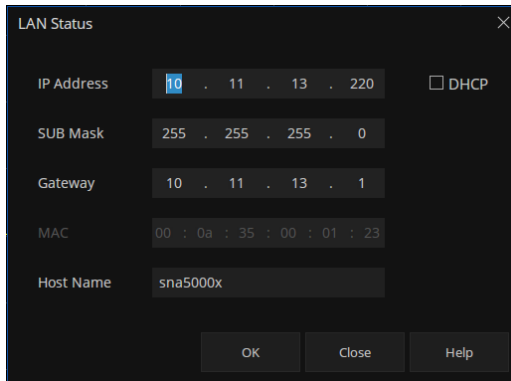 LAN Status
IP Address 10 . 11 . 13 . 220 DHCP
SUB Mask 255 . 255 . 255 . 0
Gateway 10 . 11 . 13 . 1
MAC 00 : 0a : 35 : 00 : 01 : 23
Host Name sna5000x
OK Close Help